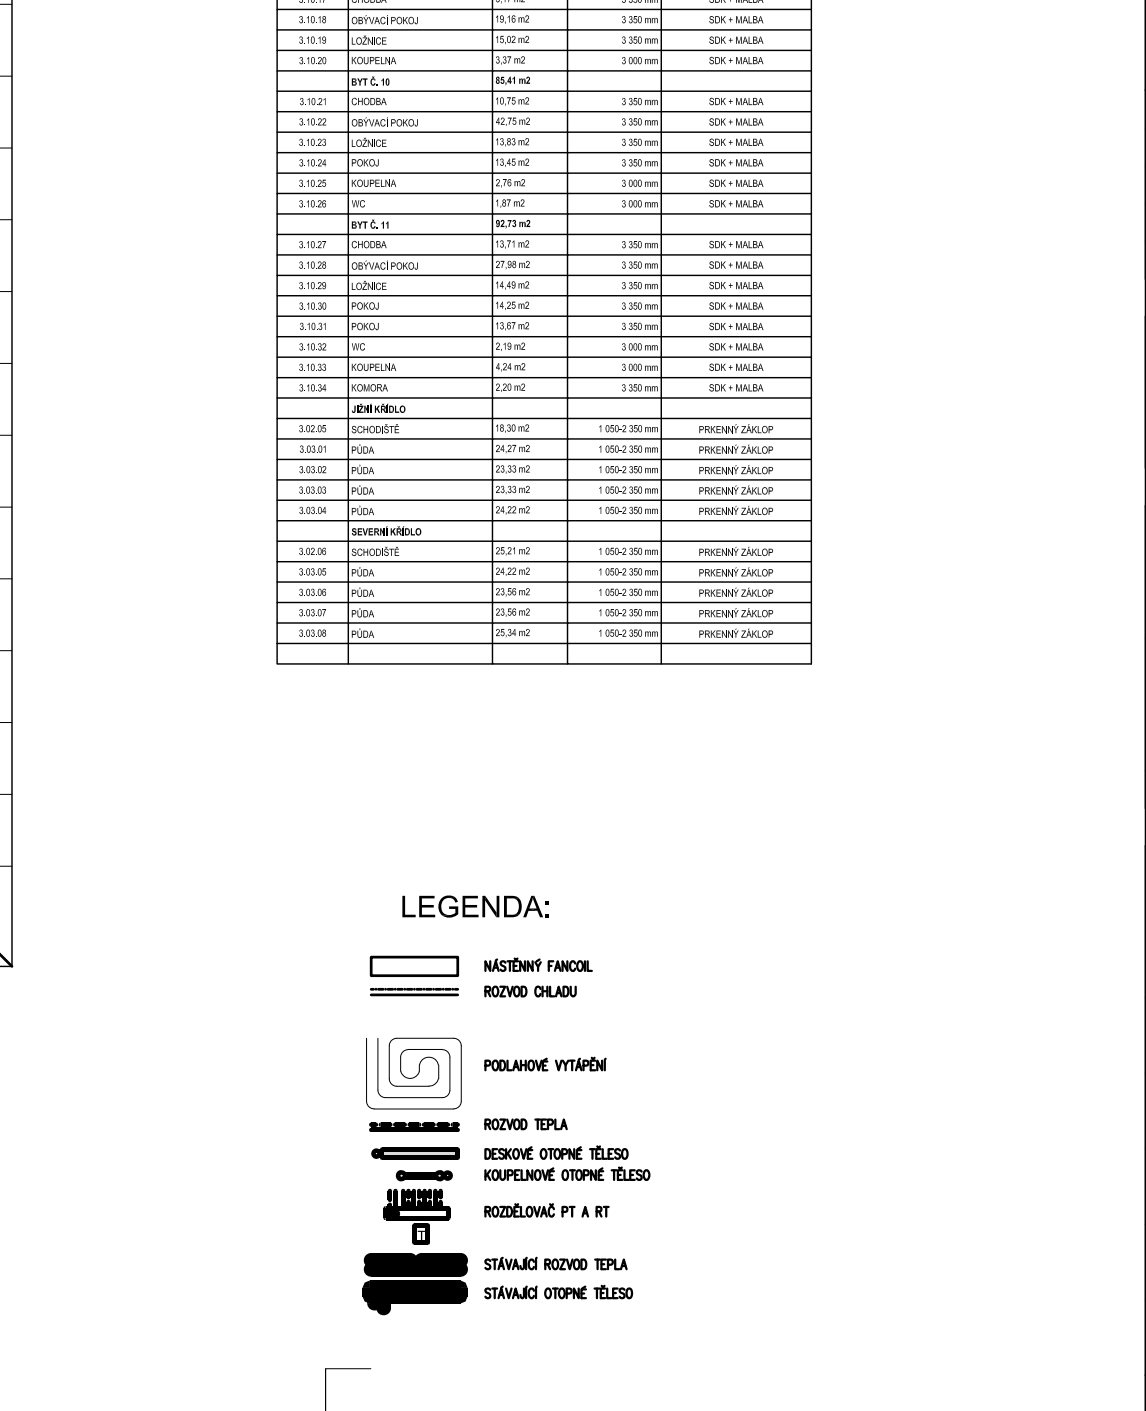 3.10.18 OBÝVACÍ POKOJ 19,16 m2 3 350 mm SDK + MALBA
3.10.19 LOŽNICE 15,02 m2 3 350 mm SDK + MALBA
3.10.20 KOUPELNA 3,37 m2 3 000 mm SDK + MALBA
BYT Č. 10 85,41 m2
3.10.21 CHODBA 10,75 m2 3 350 mm SDK + MALBA
3.10.22 OBÝVACÍ POKOJ 42,75 m2 3 350 mm SDK + MALBA
3.10.23 LOŽNICE 13,83 m2 3 350 mm SDK + MALBA
3.10.24 POKOJ 13,45 m2 3 350 mm SDK + MALBA
3.10.25 KOUPELNA 2,76 m2 3 000 mm SDK + MALBA
3.10.26 WC 1,87 m2 3 000 mm SDK + MALBA
BYT Č. 11 92,73 m2
3.10.27 CHODBA 13,71 m2 3 350 mm SDK + MALBA
3.10.28 OBÝVACÍ POKOJ 27,98 m2 3 350 mm SDK + MALBA
3.10.29 LOŽNICE 14,49 m2 3 350 mm SDK + MALBA
3.10.30 POKOJ 14,25 m2 3 350 mm SDK + MALBA
3.10.31 POKOJ 13,67 m2 3 350 mm SDK + MALBA
3.10.32 WC 2,19 m2 3 000 mm SDK + MALBA
3.10.33 KOUPELNA 4,24 m2 3 000 mm SDK + MALBA
3.10.34 KOMORA 2,20 m2 3 350 mm SDK + MALBA
JIŽNÍ KŘÍDLO
3.02.05 SCHODIŠTĚ 18,30 m2 1 050-2 350 mm PRKENNÝ ZÁKLOP
3.03.01 PŮDA 24,27 m2 1 050-2 350 mm PRKENNÝ ZÁKLOP
3.03.02 PŮDA 23,33 m2 1 050-2 350 mm PRKENNÝ ZÁKLOP
3.03.03 PŮDA 23,33 m2 1 050-2 350 mm PRKENNÝ ZÁKLOP
3.03.04 PŮDA 24,22 m2 1 050-2 350 mm PRKENNÝ ZÁKLOP
SEVERNÍ KŘÍDLO
3.02.06 SCHODIŠTĚ 25,21 m2 1 050-2 350 mm PRKENNÝ ZÁKLOP
3.03.05 PŮDA 24,22 m2 1 050-2 350 mm PRKENNÝ ZÁKLOP
3.03.06 PŮDA 23,56 m2 1 050-2 350 mm PRKENNÝ ZÁKLOP
3.03.07 PŮDA 23,56 m2 1 050-2 350 mm PRKENNÝ ZÁKLOP
3.03.08 PŮDA 25,34 m2 1 050-2 350 mm PRKENNÝ ZÁKLOP
LEGENDA:
NÁSTĚNNÝ FANCOIL
ROZVOD CHLADU
PODLAHOVÉ VYTÁPĚNÍ
ROZVOD TEPLA
DESKOVÉ OTOPNÉ TĚLESO
KOUPELNOVÉ OTOPNÉ TĚLESO
ROZDĚLOVAČ PT A RT
STÁVAJÍCÍ ROZVOD TEPLA
STÁVAJÍCÍ OTOPNÉ TĚLESO